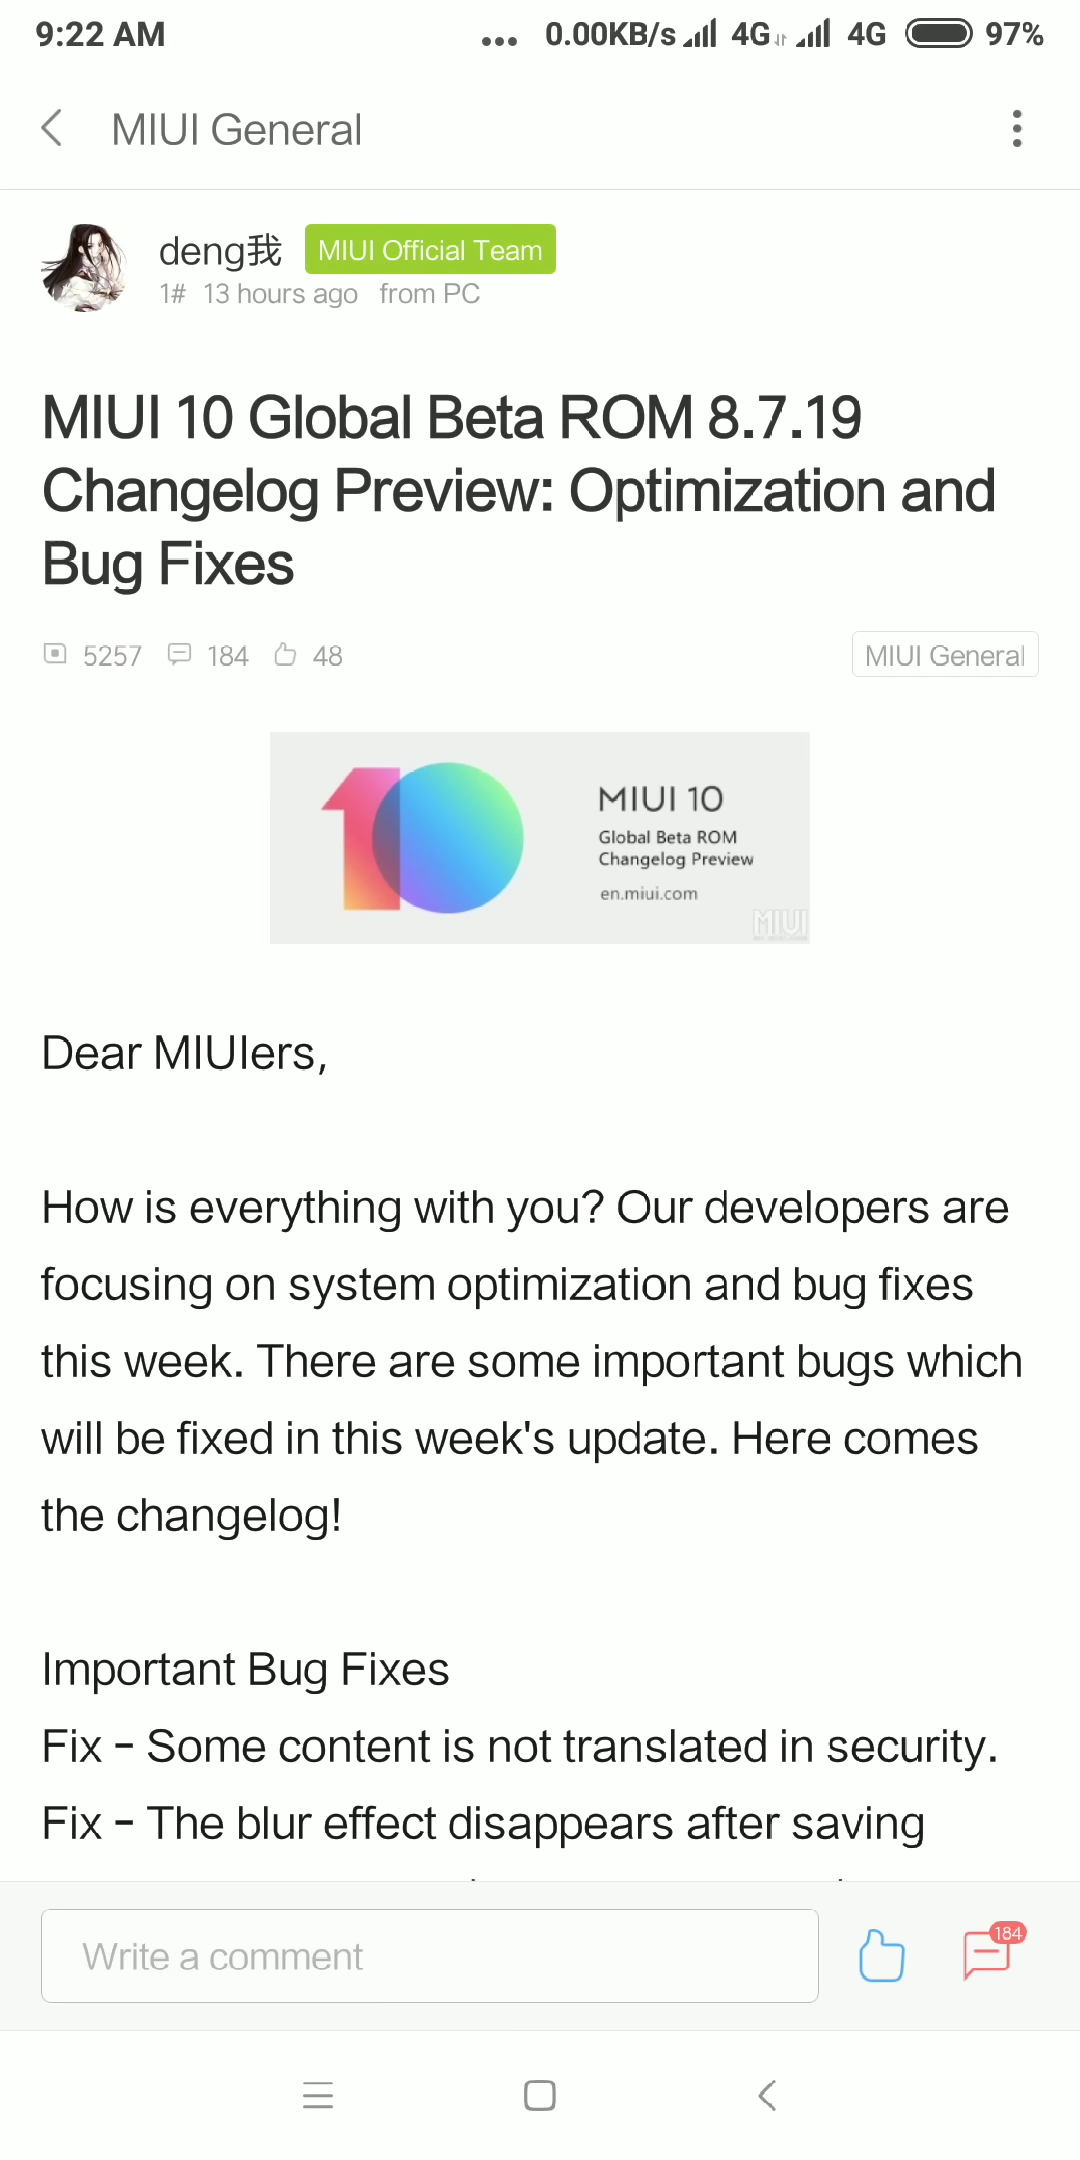 9:22 AM ... 0.00KB/s 4G 4G 97%
MIUI General
deng我 MIUI Official Team
1# 13 hours ago from PC
MIUI 10 Global Beta ROM 8.7.19
Changelog Preview: Optimization and
Bug Fixes
5257 184 48 MIUI General
MIUI 10
Global Beta ROM
Changelog Preview
en.miui.com
MIUI
Dear MIUIers,
How is everything with you? Our developers are
focusing on system optimization and bug fixes
this week. There are some important bugs which
will be fixed in this week's update. Here comes
the changelog!
Important Bug Fixes
Fix - Some content is not translated in security.
Fix - The blur effect disappears after saving
Write a comment
184